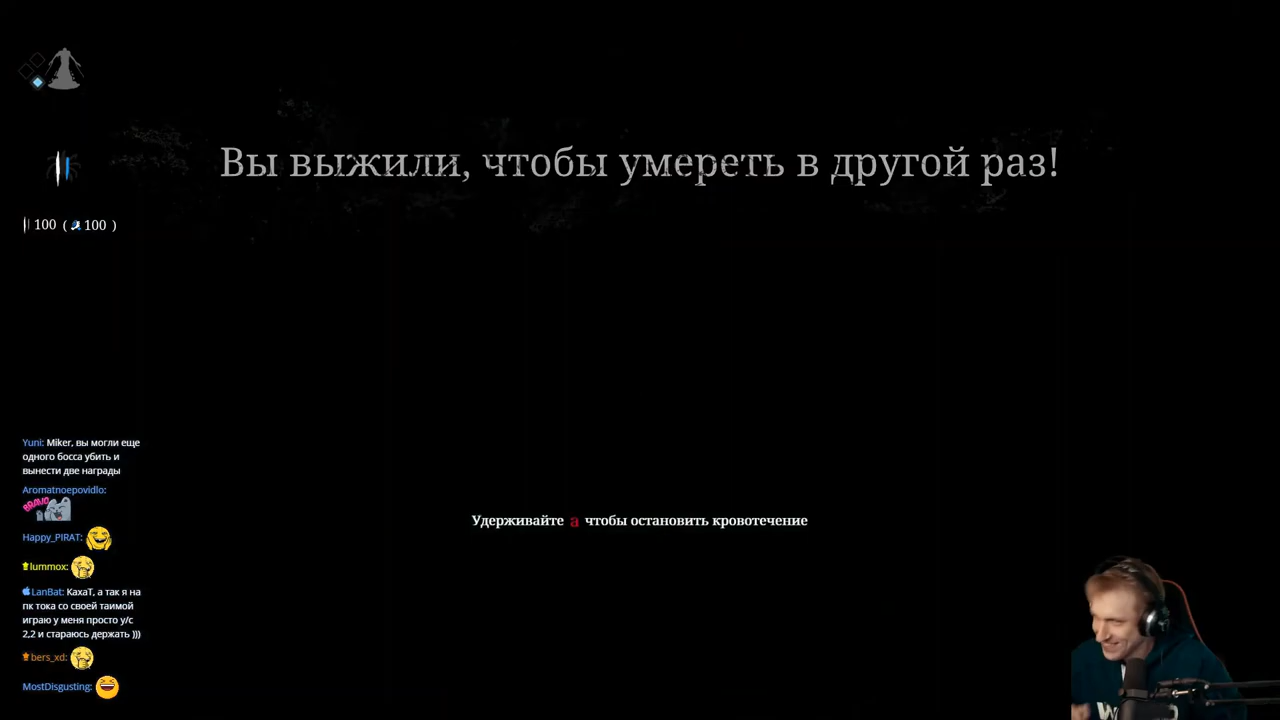 Вы выжили, чтобы умереть в другой раз!
100 ( 100 )
Yuni: Miker, вы могли еще
одного босса убить и
вынести две награды
Aromatnoepovidlo:
BRAVO
Happy_PIRAT:
lummox:
LanBat: КахаТ, а так я на
пк тока со своей таимой
играю у меня просто у/с
2,2 и стараюсь держать )))
bers_xd:
MostDisgusting:
Удерживайте a чтобы остановить кровотечение